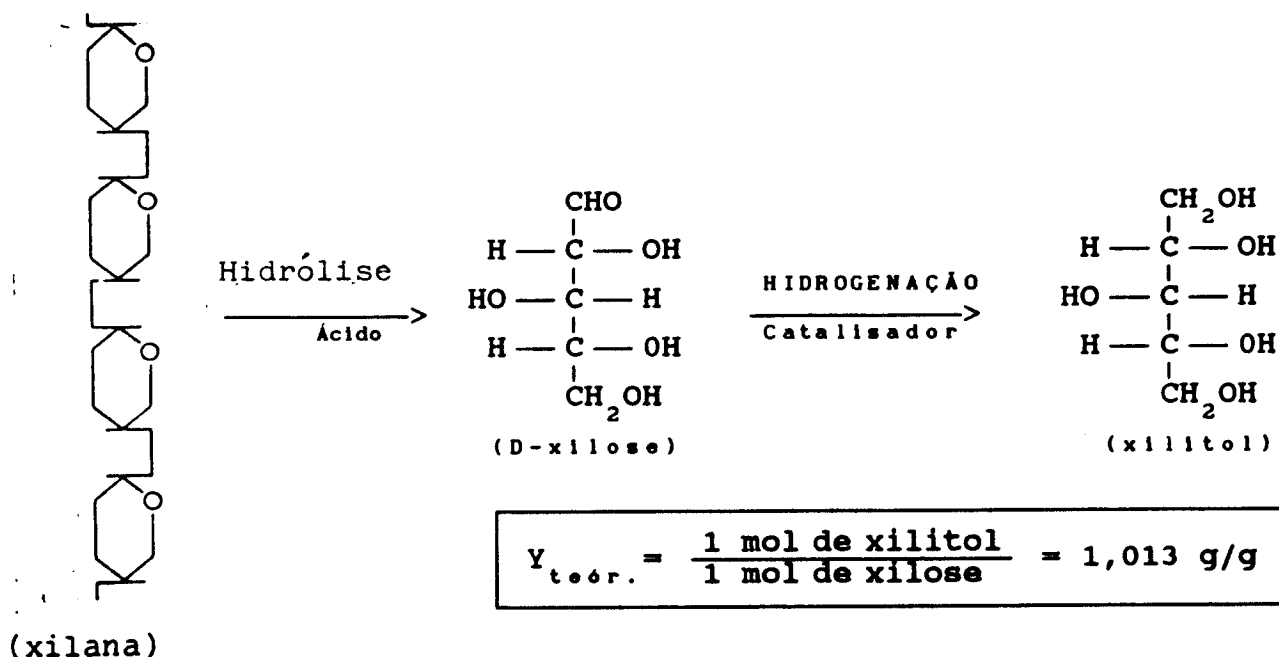 O
O
O
O
(xilana)
Hidrólise
Ácido
CHO
H — C — OH
HO — C — H
H — C — OH
CH2OH
(D-xilose)
HIDROGENAÇÃO
Catalisador
CH2OH
H — C — OH
HO — C — H
H — C — OH
CH2OH
(xilitol)
Yteór. = 1 mol de xilitol / 1 mol de xilose = 1,013 g/g